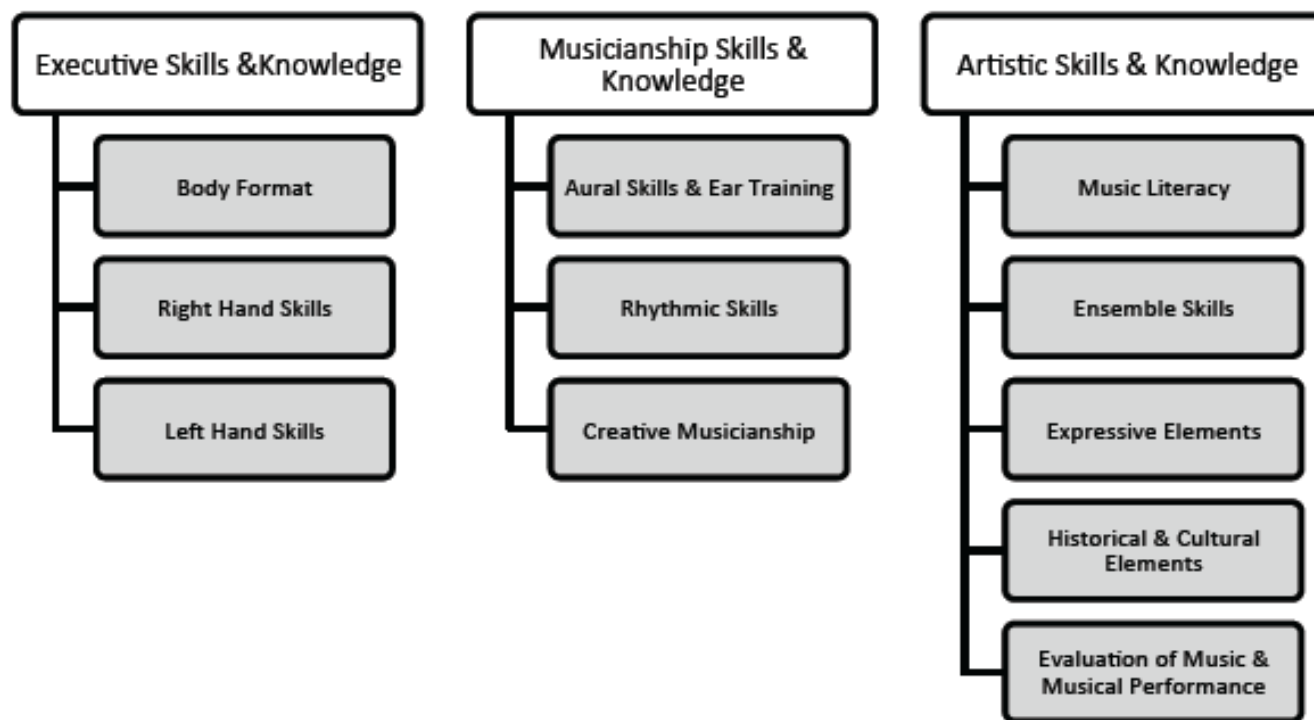 Executive Skills &Knowledge
Body Format
Right Hand Skills
Left Hand Skills
Musicianship Skills &
Knowledge
Aural Skills & Ear Training
Rhythmic Skills
Creative Musicianship
Artistic Skills & Knowledge
Music Literacy
Ensemble Skills
Expressive Elements
Historical & Cultural
Elements
Evaluation of Music &
Musical Performance